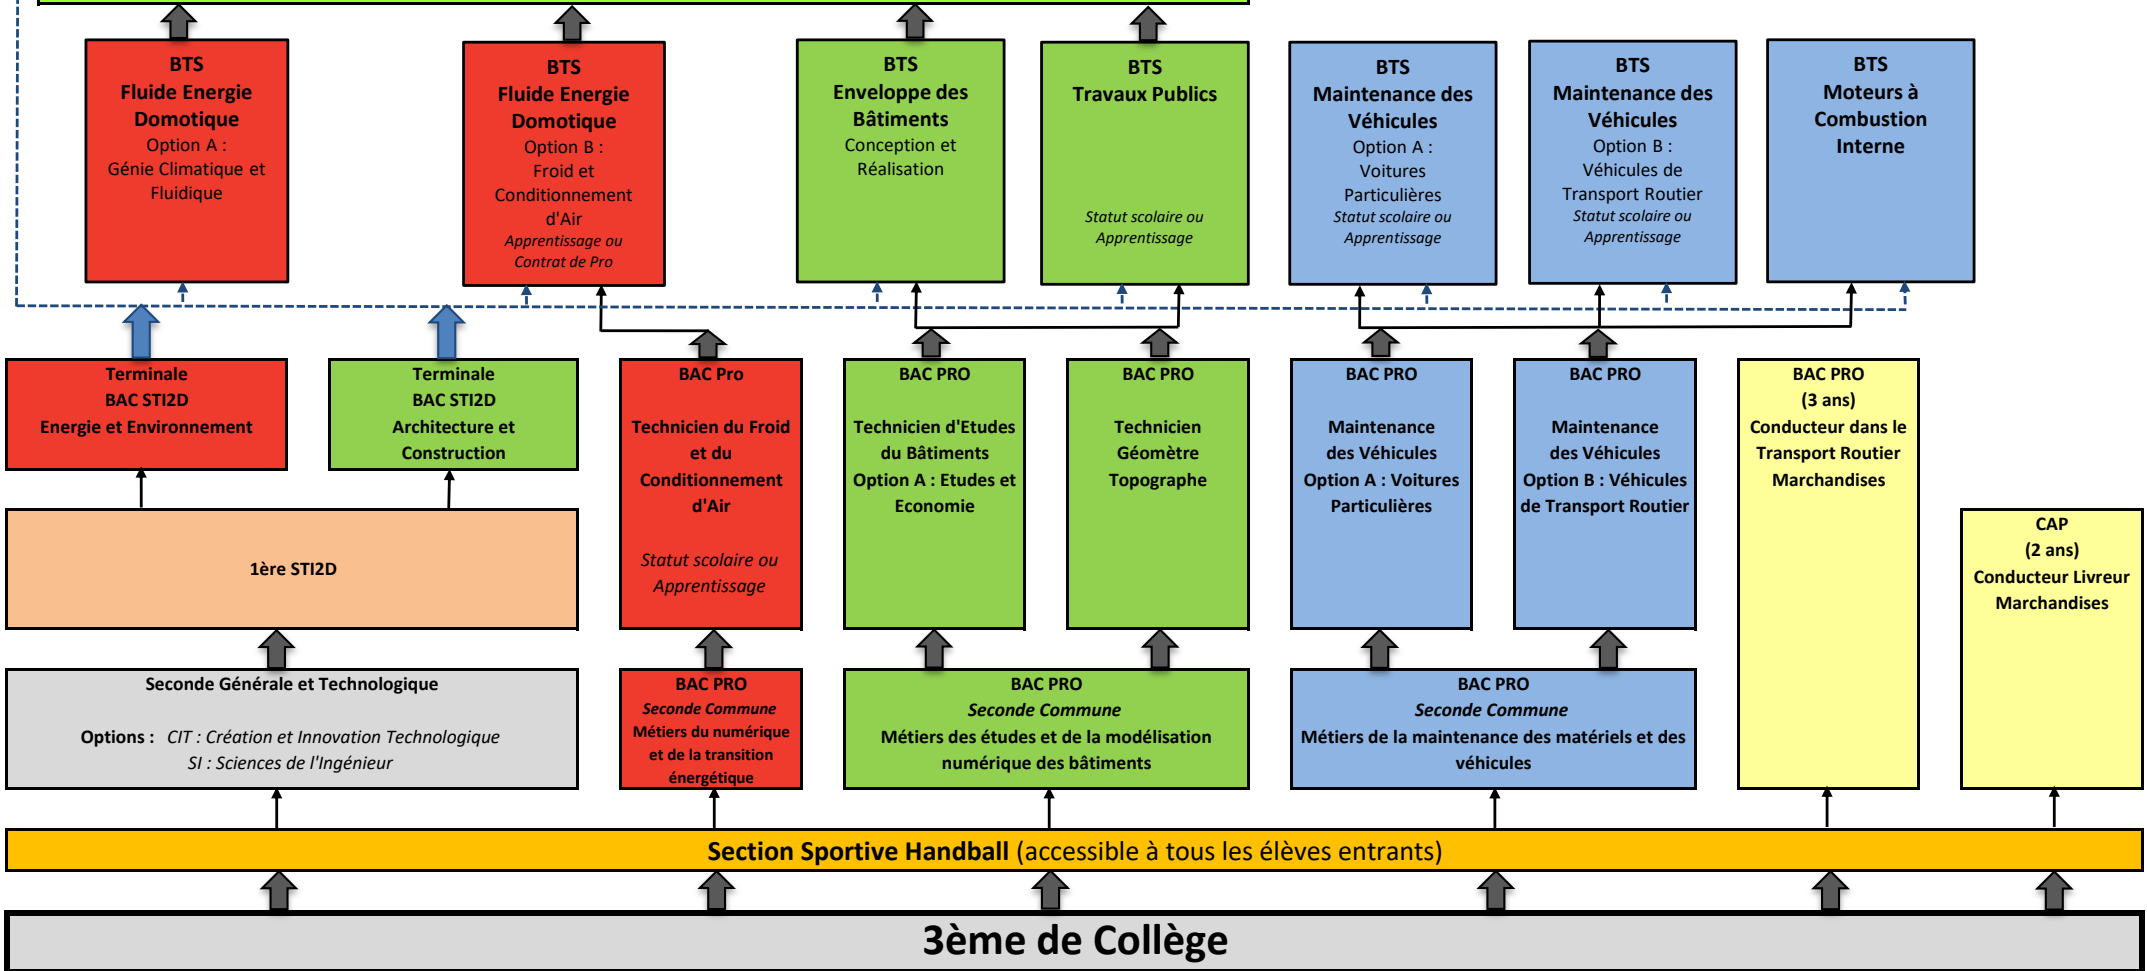 BTS
Fluide Energie
Domotique
Option A :
Génie Climatique et
Fluidique
BTS
Fluide Energie
Domotique
Option B :
Froid et
Conditionnement
d'Air
Apprentissage ou
Contrat de Pro
BTS
Enveloppe des
Bâtiments
Conception et
Réalisation
BTS
Travaux Publics
Statut scolaire ou
Apprentissage
BTS
Maintenance des
Véhicules
Option A :
Voitures
Particulières
Statut scolaire ou
Apprentissage
BTS
Maintenance des
Véhicules
Option B :
Véhicules de
Transport Routier
Statut scolaire ou
Apprentissage
BTS
Moteurs à
Combustion
Interne
Terminale
BAC STI2D
Energie et Environnement
Terminale
BAC STI2D
Architecture et
Construction
BAC Pro
Technicien du Froid
et du
Conditionnement
d'Air
Statut scolaire ou
Apprentissage
BAC PRO
Technicien d'Etudes
du Bâtiments
Option A : Etudes et
Economie
BAC PRO
Technicien
Géomètre
Topographe
BAC PRO
Maintenance
des Véhicules
Option A : Voitures
Particulières
BAC PRO
Maintenance
des Véhicules
Option B : Véhicules
de Transport Routier
BAC PRO
(3 ans)
Conducteur dans le
Transport Routier
Marchandises
CAP
(2 ans)
Conducteur Livreur
Marchandises
1ère STI2D
Seconde Générale et Technologique
Options : CIT : Création et Innovation Technologique
SI : Sciences de l'Ingénieur
BAC PRO
Seconde Commune
Métiers du numérique
et de la transition
énergétique
BAC PRO
Seconde Commune
Métiers des études et de la modélisation
numérique des bâtiments
BAC PRO
Seconde Commune
Métiers de la maintenance des matériels et des
véhicules
Section Sportive Handball (accessible à tous les élèves entrants)
3ème de Collège